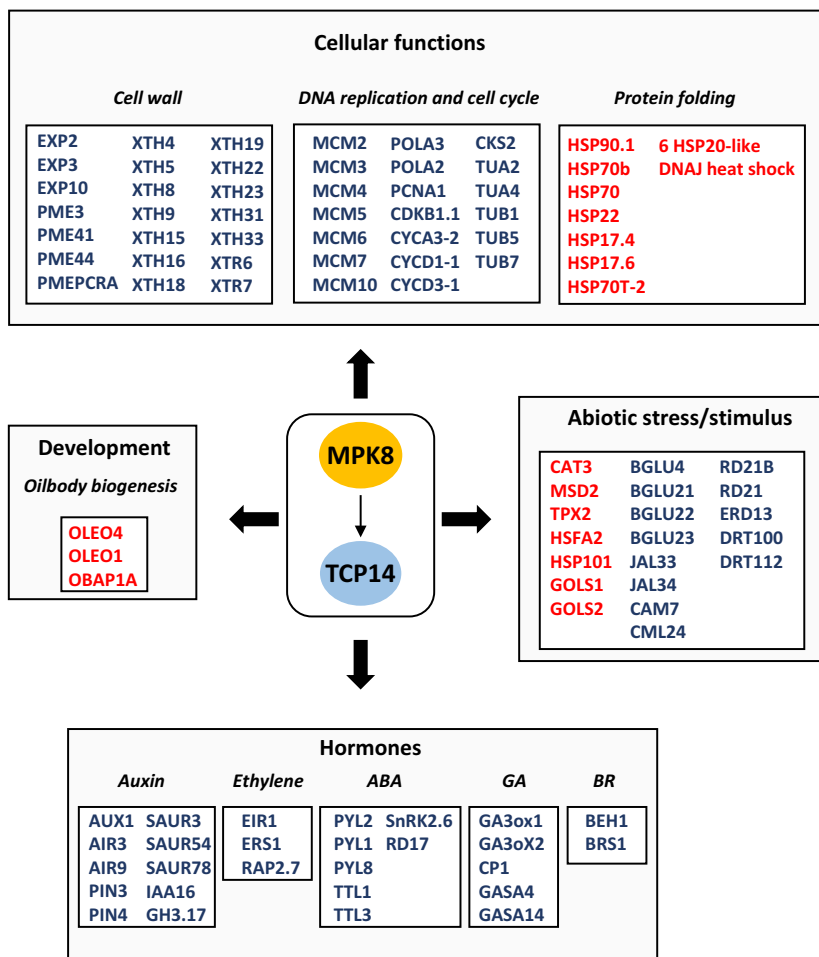 Cellular functions
Cell wall
EXP2 XTH4 XTH19
EXP3 XTH5 XTH22
EXP10 XTH8 XTH23
PME3 XTH9 XTH31
PME41 XTH15 XTH33
PME44 XTH16 XTR6
PMEPCRA XTH18 XTR7
DNA replication and cell cycle
MCM2 POLA3 CKS2
MCM3 POLA2 TUA2
MCM4 PCNA1 TUA4
MCM5 CDKB1.1 TUB1
MCM6 CYCA3-2 TUB5
MCM7 CYCD1-1 TUB7
MCM10 CYCD3-1
Protein folding
HSP90.1 6 HSP20-like
HSP70b DNAJ heat shock
HSP70
HSP22
HSP17.4
HSP17.6
HSP70T-2
Development
Oilbody biogenesis
OLEO4
OLEO1
OBAP1A
MPK8
TCP14
Abiotic stress/stimulus
CAT3 BGLU4 RD21B
MSD2 BGLU21 RD21
TPX2 BGLU22 ERD13
HSFA2 BGLU23 DRT100
HSP101 JAL33 DRT112
GOLS1 JAL34
GOLS2 CAM7
CML24
Hormones
Auxin
AUX1 SAUR3
AIR3 SAUR54
AIR9 SAUR78
PIN3 IAA16
PIN4 GH3.17
Ethylene
EIR1
ERS1
RAP2.7
ABA
PYL2 SnRK2.6
PYL1 RD17
PYL8
TTL1
TTL3
GA
GA3ox1
GA3oX2
CP1
GASA4
GASA14
BR
BEH1
BRS1